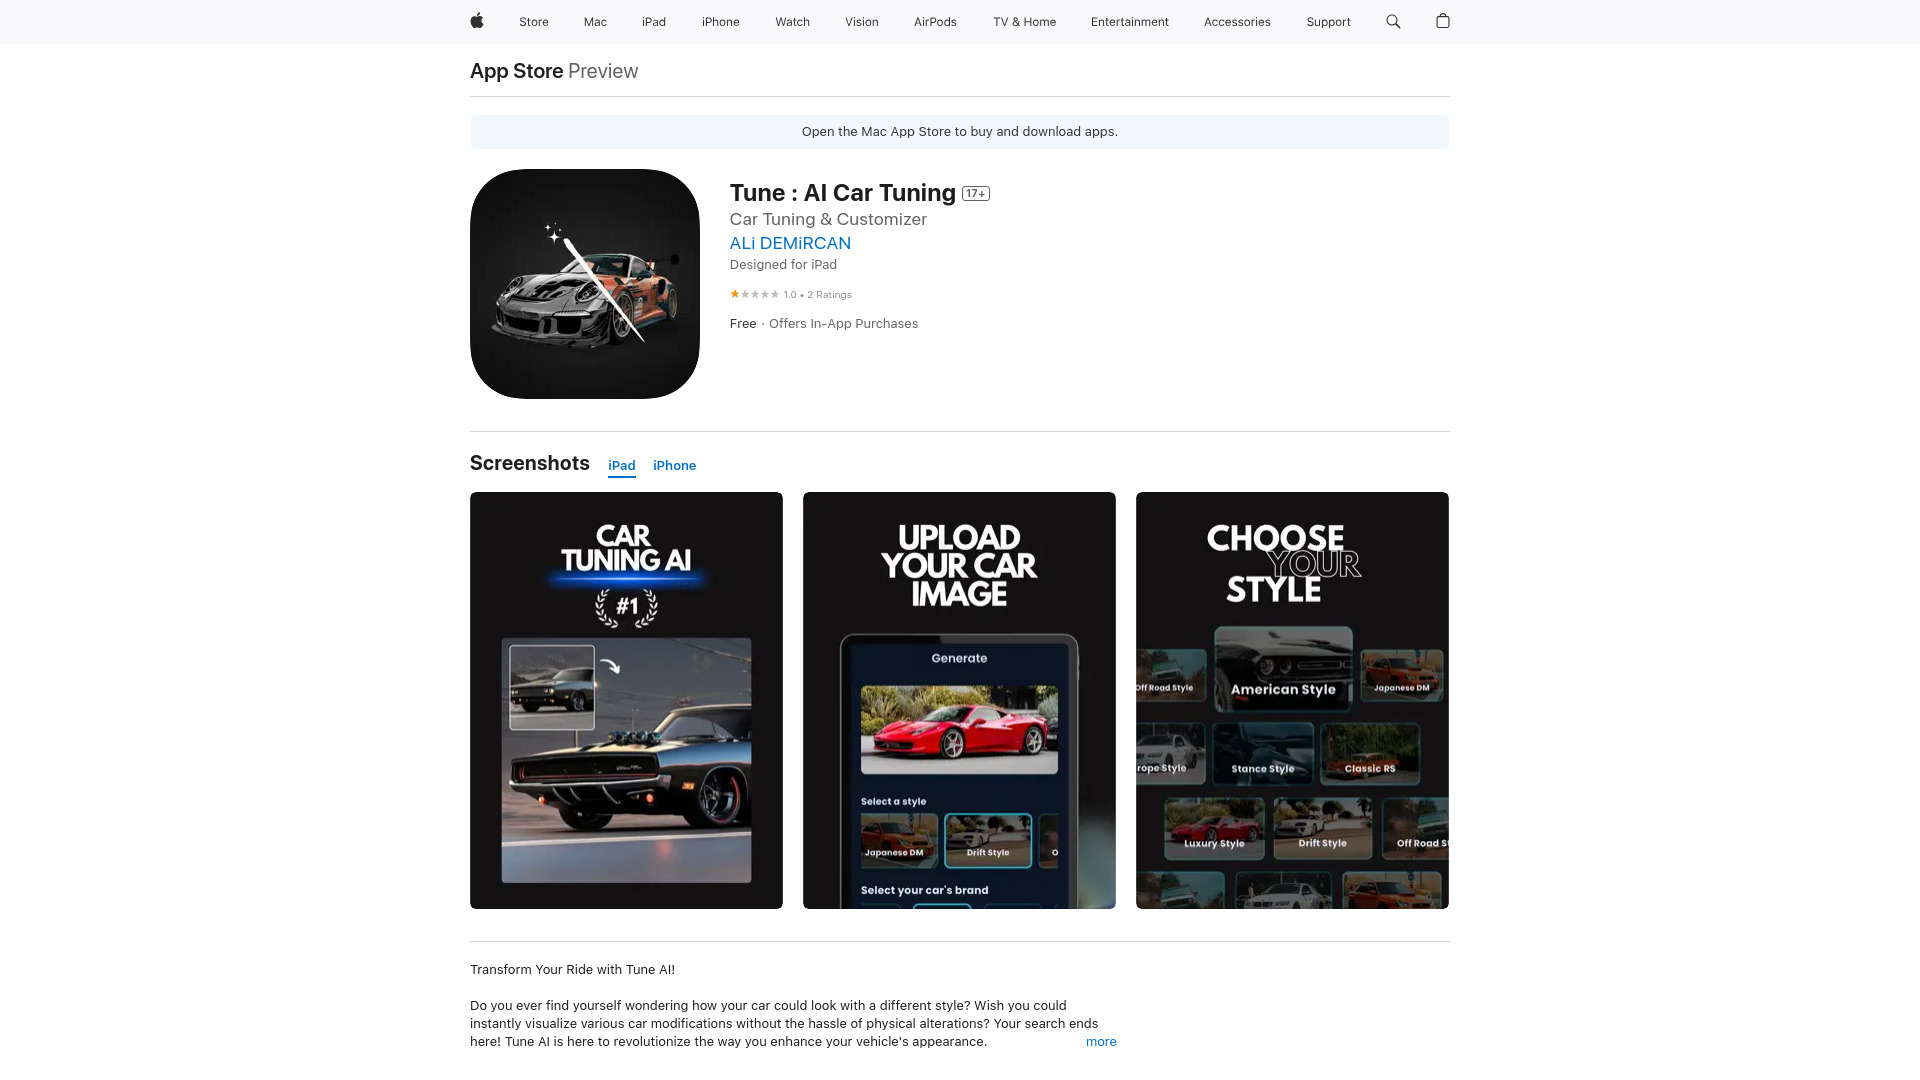 Store
Mac
iPad
iPhone
Watch
Vision
AirPods
TV & Home
Entertainment
Accessories
Support
App Store Preview
Open the Mac App Store to buy and download apps.
Tune : AI Car Tuning 17+
Car Tuning & Customizer
ALi DEMiRCAN
Designed for iPad
1.0 • 2 Ratings
Free · Offers In-App Purchases
Screenshots
iPad
iPhone
CAR
TUNING AI
#1
UPLOAD
YOUR CAR
IMAGE
Generate
Select a style
Japanese DM
Drift Style
O
Select your car's brand
CHOOSE
YOUR
STYLE
Off Road Style
American Style
Japanese DM
rope Style
Stance Style
Classic RS
Luxury Style
Drift Style
Off Road St
Transform Your Ride with Tune AI!
Do you ever find yourself wondering how your car could look with a different style? Wish you could
instantly visualize various car modifications without the hassle of physical alterations? Your search ends
here! Tune AI is here to revolutionize the way you enhance your vehicle's appearance.
more